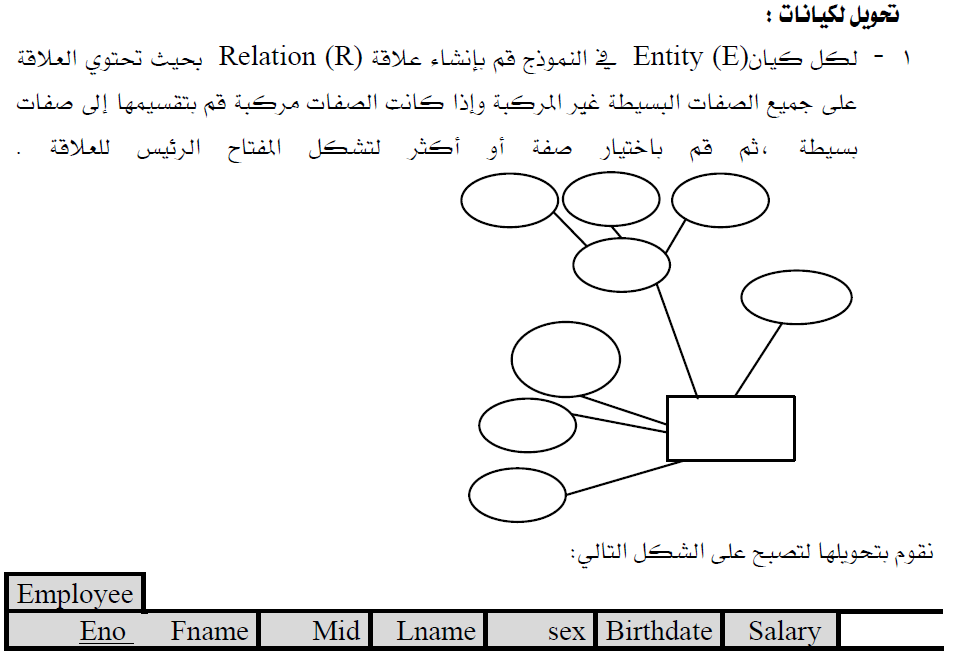 تحويل لكيانات :
١ - لكل كيان Entity (E) في النموذج قم بإنشاء علاقة Relation (R) بحيث تحتوي العلاقة
على جميع الصفات البسيطة غير المركبة وإذا كانت الصفات مركبة قم بتقسيمها إلى صفات
بسيطة ،ثم قم باختيار صفة أو أكثر لتشكل المفتاح الرئيس للعلاقة .
نقوم بتحويلها لتصبح على الشكل التالي:
Employee
Eno Fname Mid Lname sex Birthdate Salary